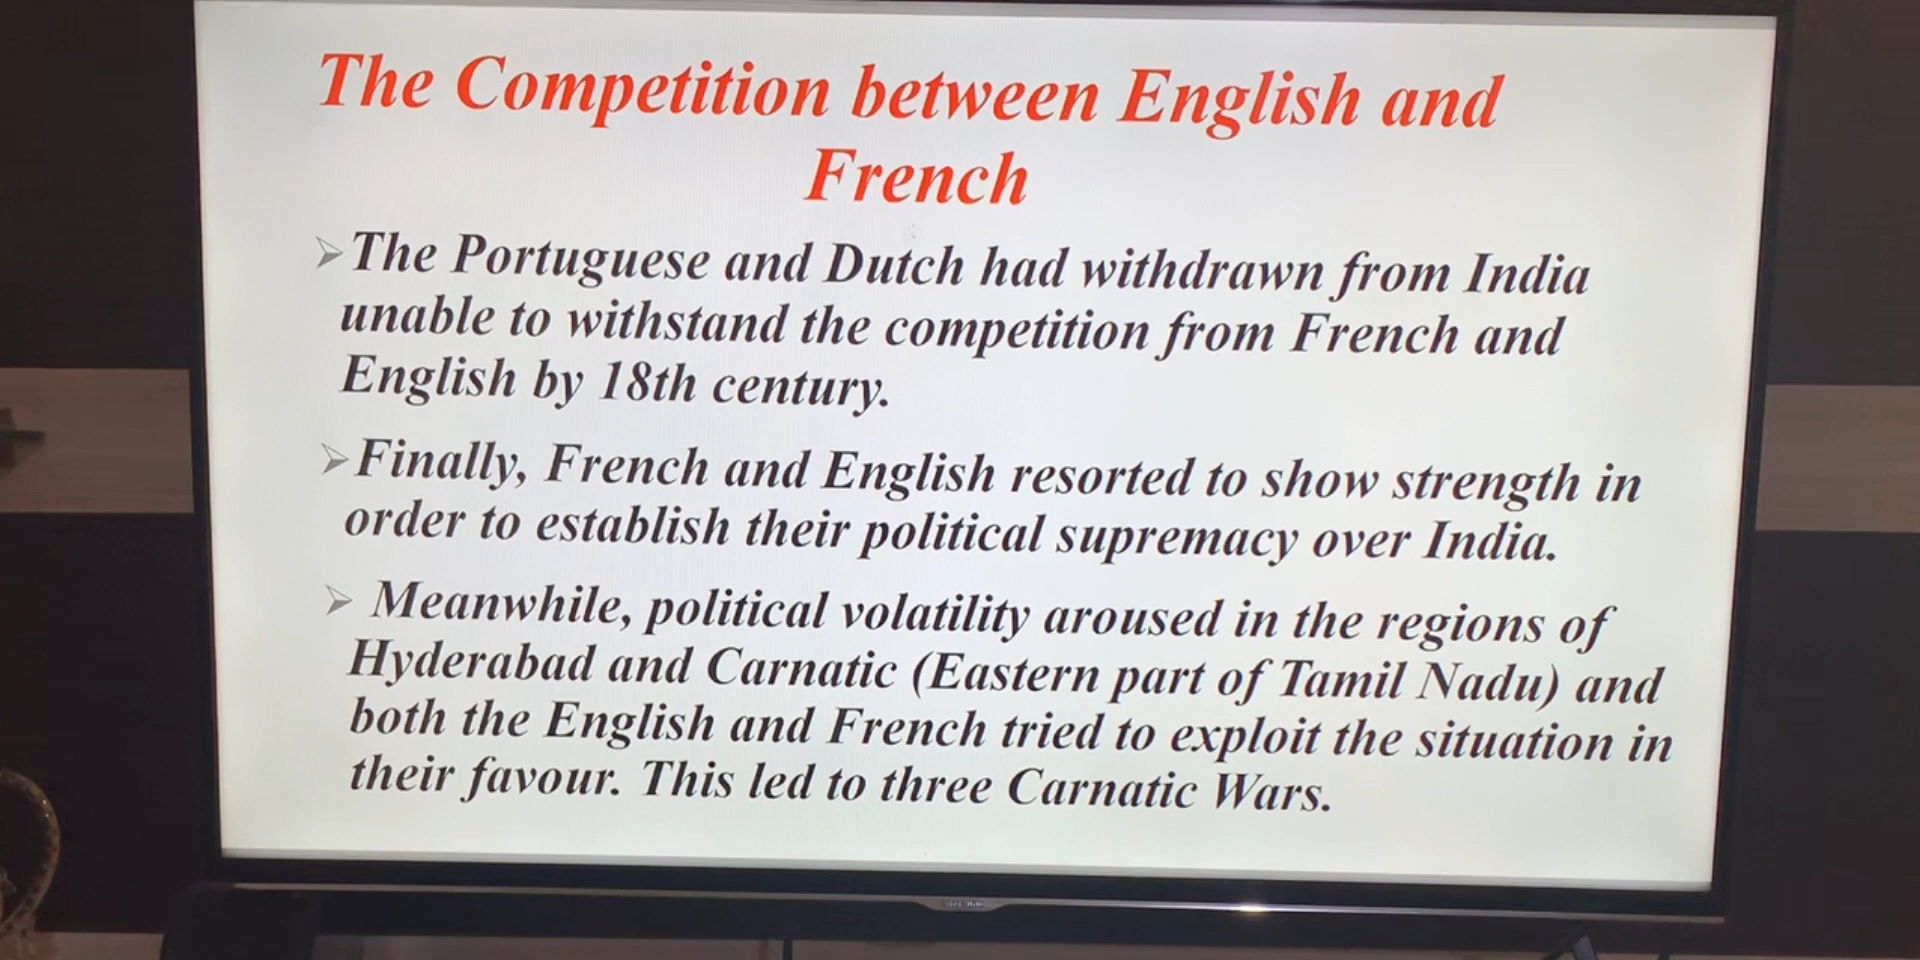 The Competition between English and
French
➢The Portuguese and Dutch had withdrawn from India
unable to withstand the competition from French and
English by 18th century.
➢Finally, French and English resorted to show strength in
order to establish their political supremacy over India.
➢ Meanwhile, political volatility aroused in the regions of
Hyderabad and Carnatic (Eastern part of Tamil Nadu) and
both the English and French tried to exploit the situation in
their favour. This led to three Carnatic Wars.